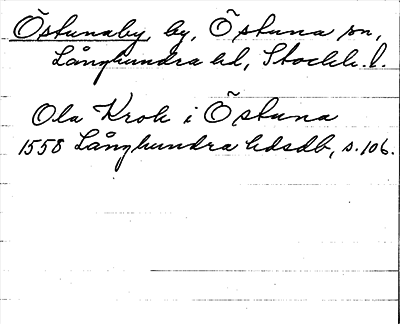 Östunaby, by, Östuna sn,
Långhundra hd, Stockh. l.
Ola Krok i Östuna
1558 Långhundra hdsdb, s. 106.